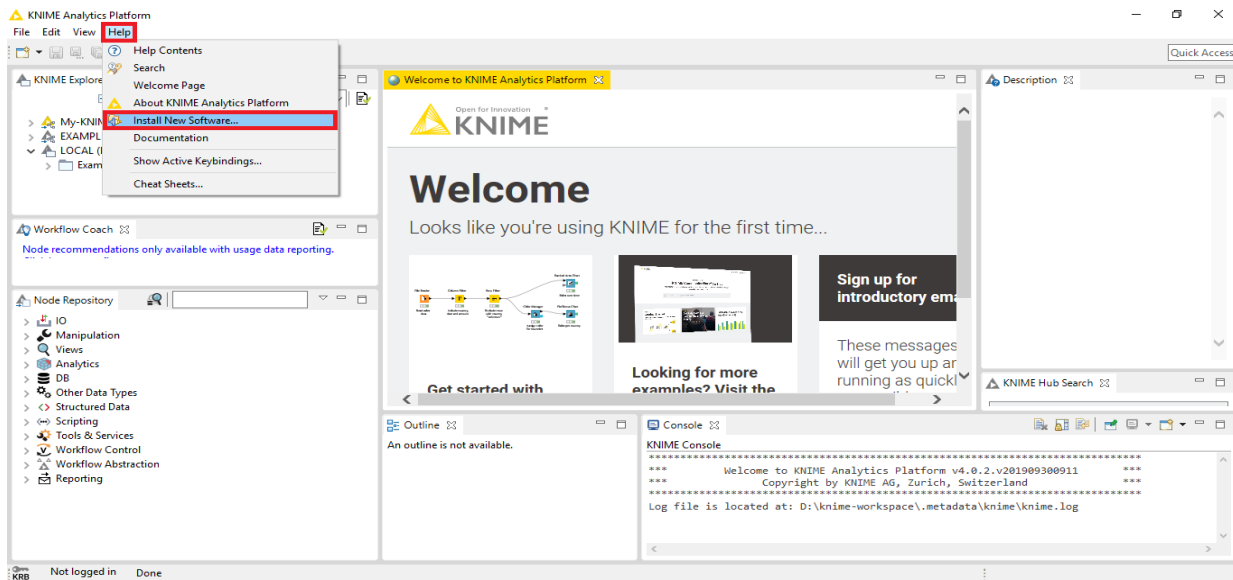 KNIME Analytics Platform
File Edit View Help
Quick Access
Help Contents
Search
Welcome Page
About KNIME Analytics Platform
Install New Software...
Documentation
Show Active Keybindings...
Cheat Sheets...
KNIME Explore
My-KNIM
EXAMPL
LOCAL (
Exam
Workflow Coach
Node recommendations only available with usage data reporting.
Node Repository
IO
Manipulation
Views
Analytics
DB
Other Data Types
Structured Data
Scripting
Tools & Services
Workflow Control
Workflow Abstraction
Reporting
Welcome to KNIME Analytics Platform
Open for Innovation
KNIME
Welcome
Looks like you're using KNIME for the first time...
Get started with
Looking for more
examples? Visit the
Sign up for
introductory ema
These messages
will get you up ar
running as quickl
Description
KNIME Hub Search
Outline
An outline is not available.
Console
KNIME Console
***********************************************************************
*** Welcome to KNIME Analytics Platform v4.0.2.v201909300911 ***
*** Copyright by KNIME AG, Zurich, Switzerland ***
***********************************************************************
Log file is located at: D:\knime-workspace\.metadata\knime\knime.log
KRB Not logged in Done